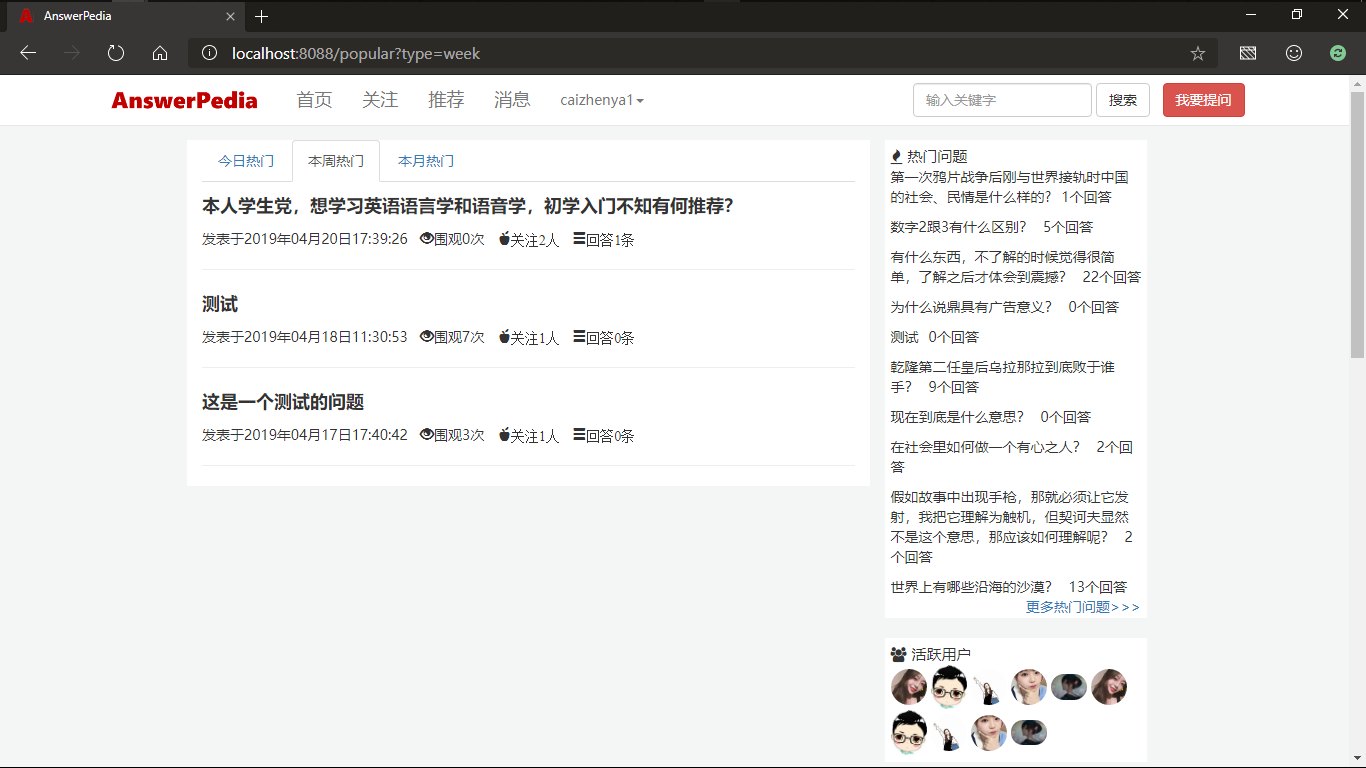 AnswerPedia
localhost:8088/popular?type=week
AnswerPedia 首页 关注 推荐 消息 caizhenya1 输入关键字 搜索 我要提问
今日热门 本周热门 本月热门
本人学生党，想学习英语语言学和语音学，初学入门不知有何推荐？
发表于2019年04月20日17:39:26 围观0次 关注2人 回答1条
测试
发表于2019年04月18日11:30:53 围观7次 关注1人 回答0条
这是一个测试的问题
发表于2019年04月17日17:40:42 围观3次 关注1人 回答0条
热门问题
第一次鸦片战争后刚与世界接轨时中国
的社会、民情是什么样的？ 1个回答
数字2跟3有什么区别？ 5个回答
有什么东西，不了解的时候觉得很简
单，了解之后才体会到震撼？ 22个回答
为什么说鼎具有广告意义？ 0个回答
测试 0个回答
乾隆第二任皇后乌拉那拉到底败于谁
手？ 9个回答
现在到底是什么意思？ 0个回答
在社会里如何做一个有心之人？ 2个回
答
假如故事中出现手枪，那就必须让它发
射，我把它理解为触机，但契诃夫显然
不是这个意思，那应该如何理解呢？ 2
个回答
世界上有哪些沿海的沙漠？ 13个回答
更多热门问题>>>
活跃用户